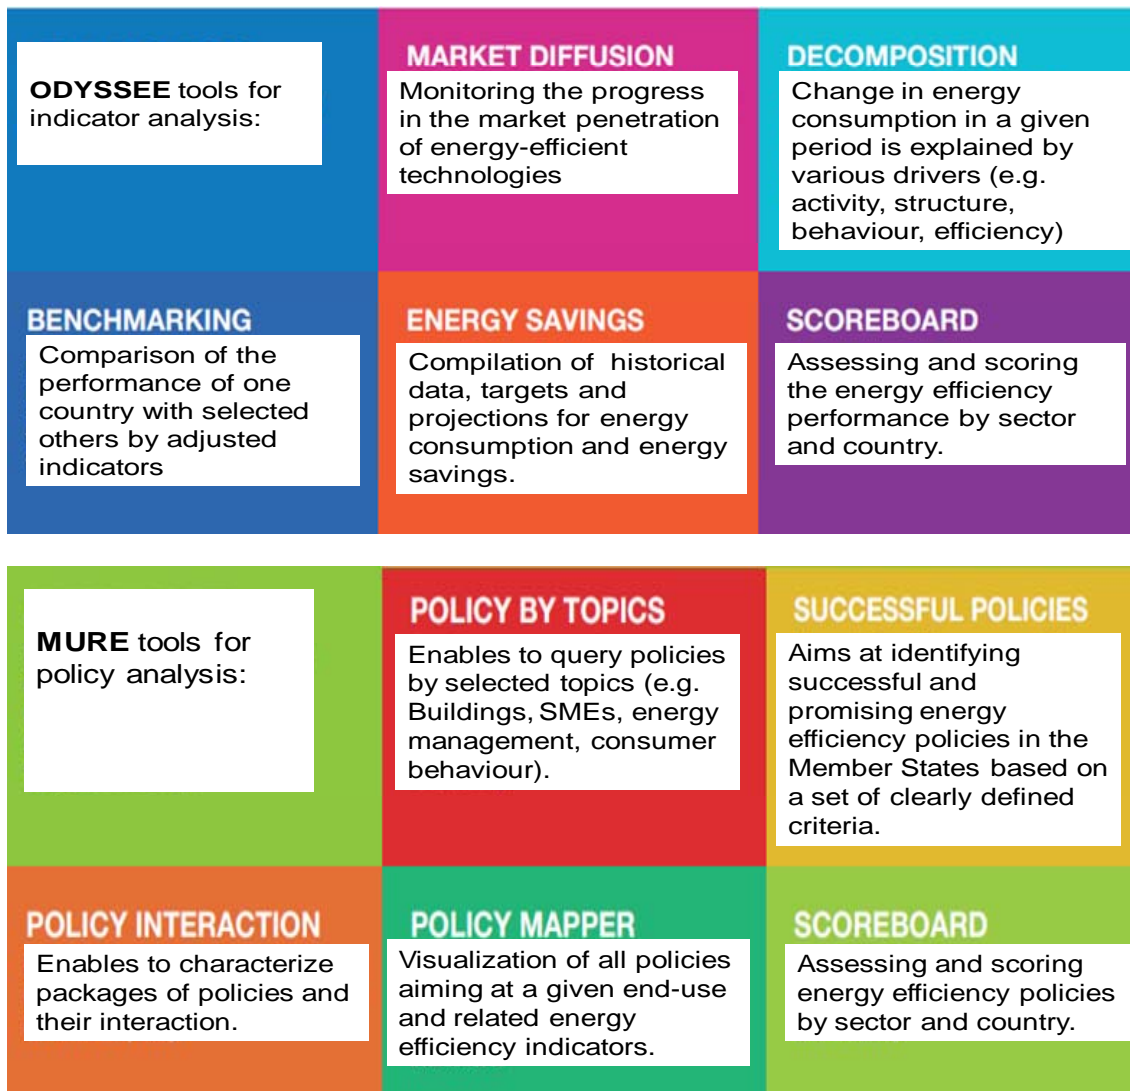 ODYSSEE tools for
indicator analysis:
MARKET DIFFUSION
Monitoring the progress
in the market penetration
of energy-efficient
technologies
DECOMPOSITION
Change in energy
consumption in a given
period is explained by
various drivers (e.g.
activity, structure,
behaviour, efficiency)
BENCHMARKING
Comparison of the
performance of one
country with selected
others by adjusted
indicators
ENERGY SAVINGS
Compilation of historical
data, targets and
projections for energy
consumption and energy
savings.
SCOREBOARD
Assessing and scoring
the energy efficiency
performance by sector
and country.
MURE tools for
policy analysis:
POLICY BY TOPICS
Enables to query policies
by selected topics (e.g.
Buildings, SMEs, energy
management, consumer
behaviour).
SUCCESSFUL POLICIES
Aims at identifying
successful and
promising energy
efficiency policies in the
Member States based on
a set of clearly defined
criteria.
POLICY INTERACTION
Enables to characterize
packages of policies and
their interaction.
POLICY MAPPER
Visualization of all policies
aiming at a given end-use
and related energy
efficiency indicators.
SCOREBOARD
Assessing and scoring
energy efficiency policies
by sector and country.